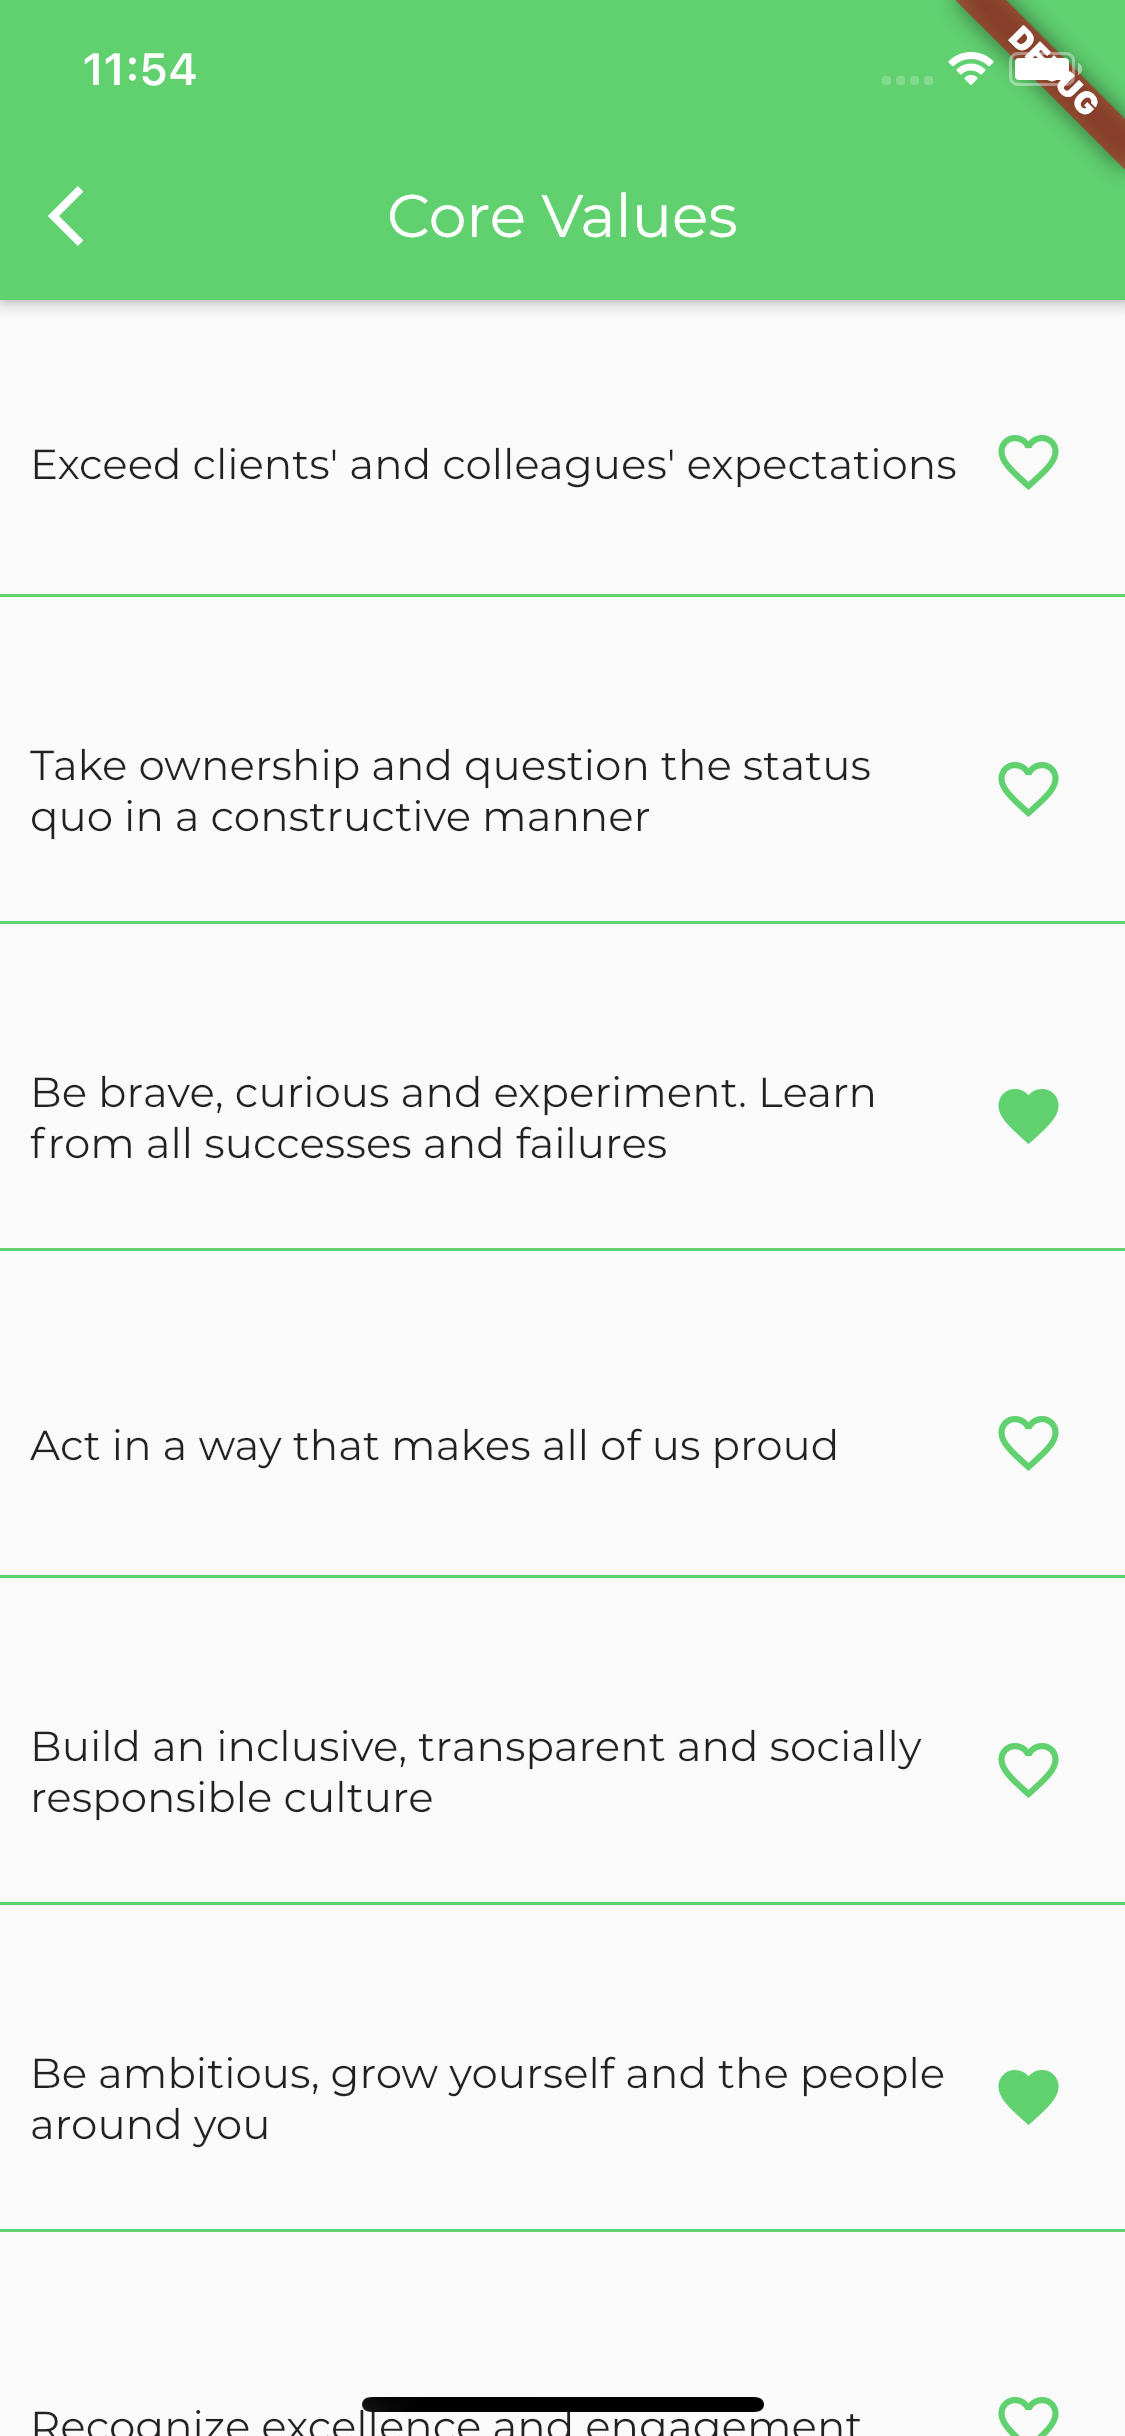 11:54
DEBUG
Core Values
Exceed clients' and colleagues' expectations
Take ownership and question the status
quo in a constructive manner
Be brave, curious and experiment. Learn
from all successes and failures
Act in a way that makes all of us proud
Build an inclusive, transparent and socially
responsible culture
Be ambitious, grow yourself and the people
around you
Recognize excellence and engagement